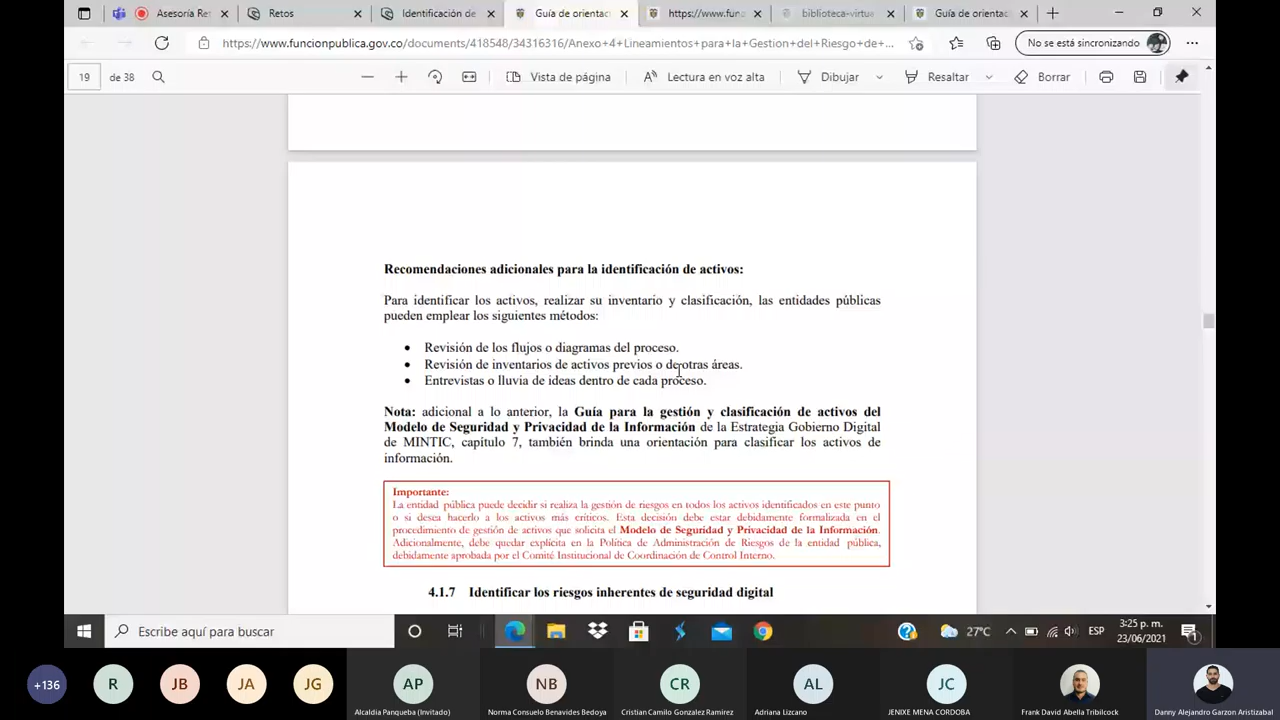 Asesoría Ret
Retos
Identificación de
Guía de orientac
https://www.funt
biblioteca-virtua
Guía de orientac
https://www.funcionpublica.gov.co/documents/418548/34316316/Anexo+4+Lineamientos+para+la+Gestion+del+Riesgo+de+...
No se está sincronizando
19 de 38
Vista de página
Lectura en voz alta
Dibujar
Resaltar
Borrar
Recomendaciones adicionales para la identificación de activos:
Para identificar los activos, realizar su inventario y clasificación, las entidades públicas
pueden emplear los siguientes métodos:
• Revisión de los flujos o diagramas del proceso.
• Revisión de inventarios de activos previos o de otras áreas.
• Entrevistas o lluvia de ideas dentro de cada proceso.
Nota: adicional a lo anterior, la Guía para la gestión y clasificación de activos del
Modelo de Seguridad y Privacidad de la Información de la Estrategia Gobierno Digital
de MINTIC, capítulo 7, también brinda una orientación para clasificar los activos de
información.
Importante:
La entidad pública puede decidir si realiza la gestión de riesgos en todos los activos identificados en este punto
o si desea hacerlo a los activos más críticos. Esta decisión debe estar debidamente formalizada en el
procedimiento de gestión de activos que solicita el Modelo de Seguridad y Privacidad de la Información.
Adicionalmente, debe quedar explícita en la Política de Administración de Riesgos de la entidad pública,
debidamente aprobada por el Comité Institucional de Coordinación de Control Interno.
4.1.7 Identificar los riesgos inherentes de seguridad digital
Escribe aquí para buscar
27°C
ESP
3:25 p. m.
23/06/2021
1
+136
R
JB
JA
JG
AP
NB
CR
AL
JC
Alcaldia Panqueba (Invitado)
Norma Consuelo Benavides Bedoya
Cristian Camilo Gonzalez Ramirez
Adriana Lizcano
JENIXE MENA CORDOBA
Frank David Abella Tribilcock
Danny Alejandro Garzon Aristizabal